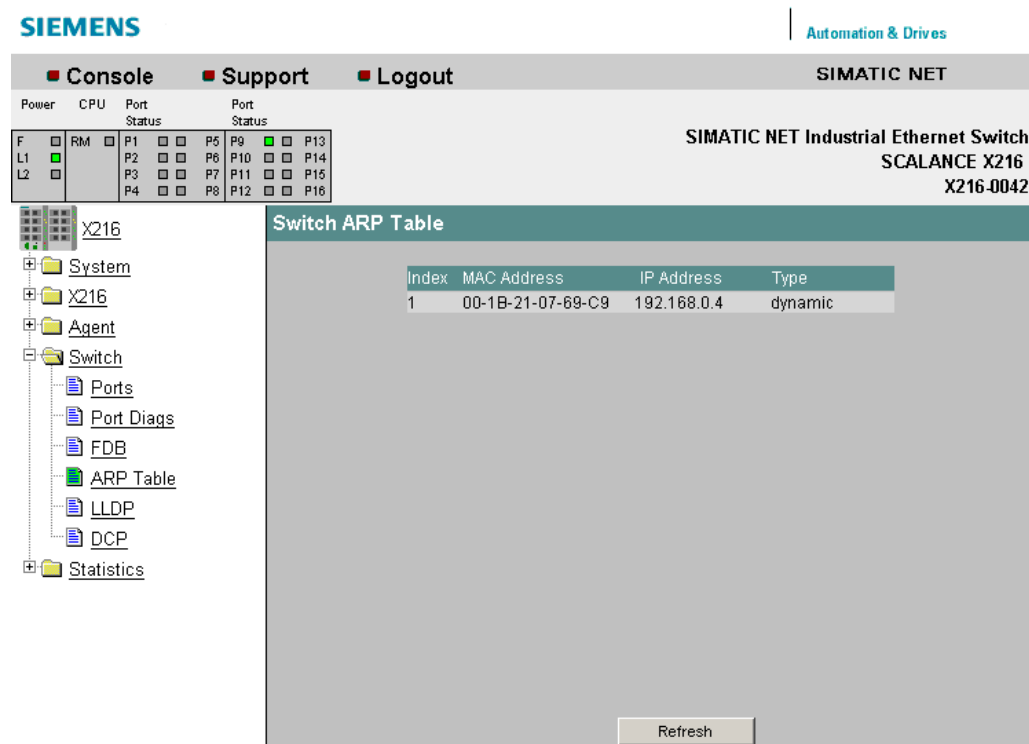 SIEMENS
Automation & Drives
Console Support Logout SIMATIC NET
Power CPU Port Status Port Status
F RM P1 P5 P9 P13
L1 P2 P6 P10 P14
L2 P3 P7 P11 P15
P4 P8 P12 P16
SIMATIC NET Industrial Ethernet Switch
SCALANCE X216
X216-0042
X216
System
X216
Agent
Switch
Ports
Port Diags
FDB
ARP Table
LLDP
DCP
Statistics
Switch ARP Table
Index MAC Address IP Address Type
1 00-1B-21-07-69-C9 192.168.0.4 dynamic
Refresh